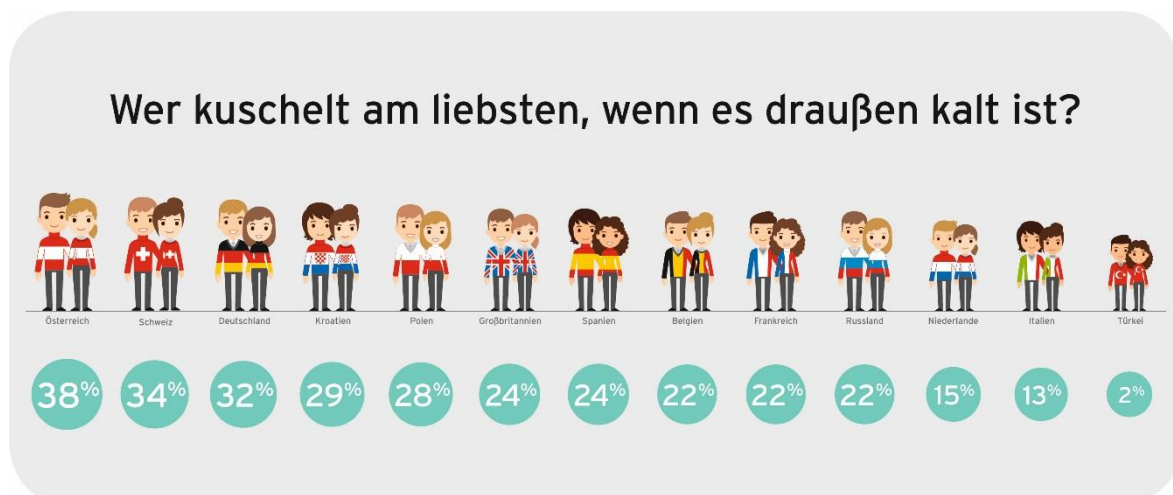 Wer kuschelt am liebsten, wenn es draußen kalt ist?
Österreich Schweiz Deutschland Kroatien Polen Großbritannien Spanien Belgien Frankreich Russland Niederlande Italien Türkei
38% 34% 32% 29% 28% 24% 24% 22% 22% 22% 15% 13% 2%